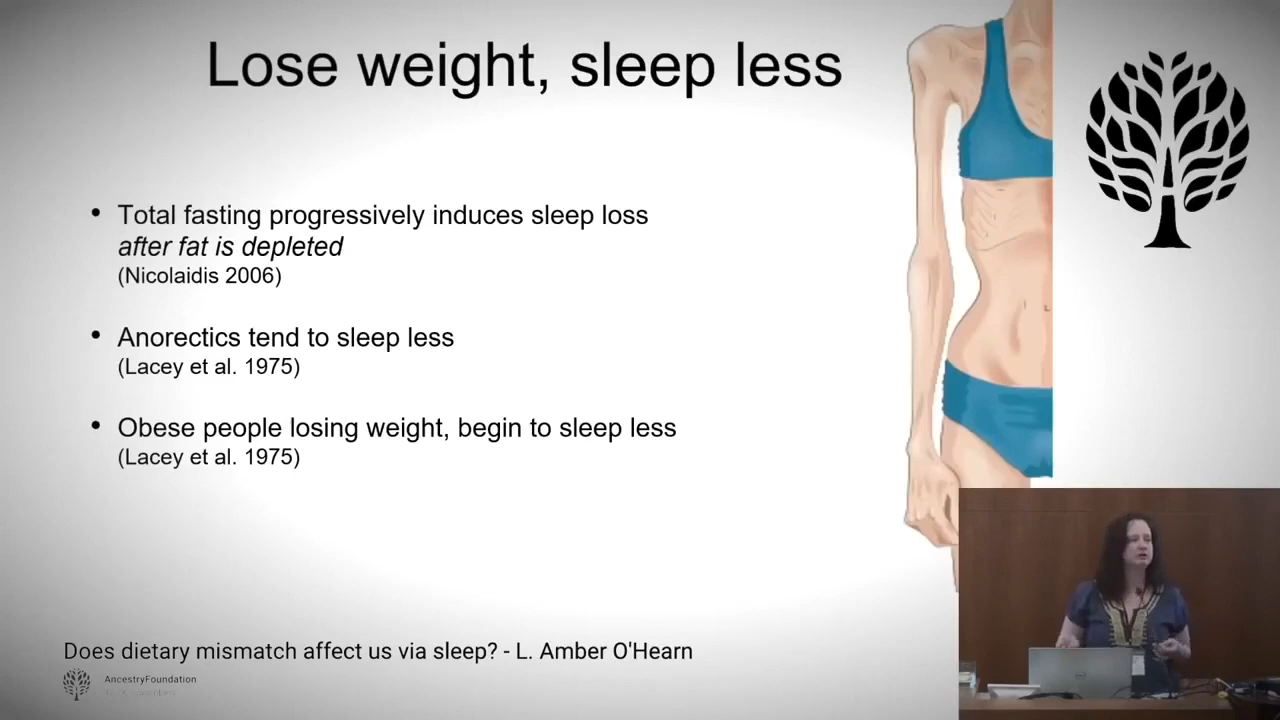 Lose weight, sleep less
• Total fasting progressively induces sleep loss
after fat is depleted
(Nicolaidis 2006)
• Anorectics tend to sleep less
(Lacey et al. 1975)
• Obese people losing weight, begin to sleep less
(Lacey et al. 1975)
Does dietary mismatch affect us via sleep? - L. Amber O'Hearn
AncestryFoundation